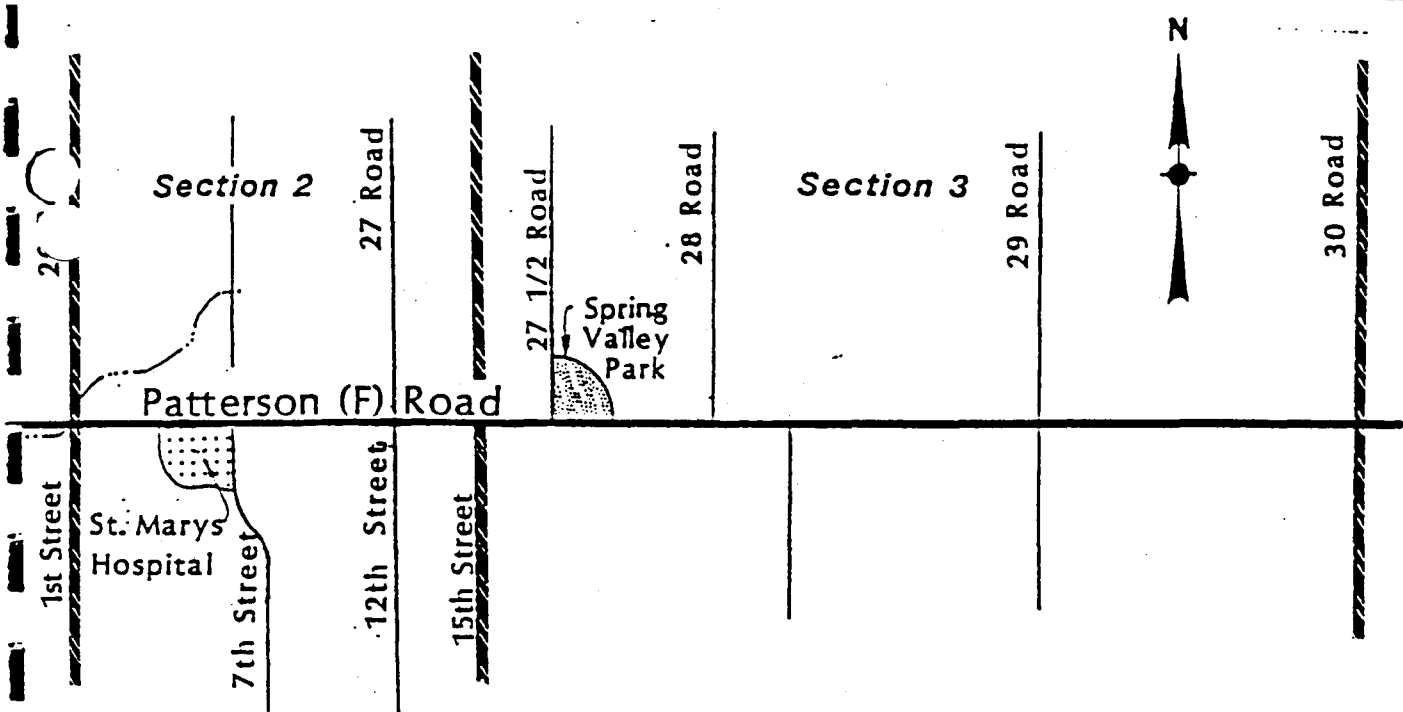 N
Section 2
27 Road
27 1/2 Road
28 Road
Section 3
29 Road
30 Road
Spring
Valley
Park
Patterson (F) Road
1st Street
St. Marys
Hospital
7th Street
12th Street
15th Street